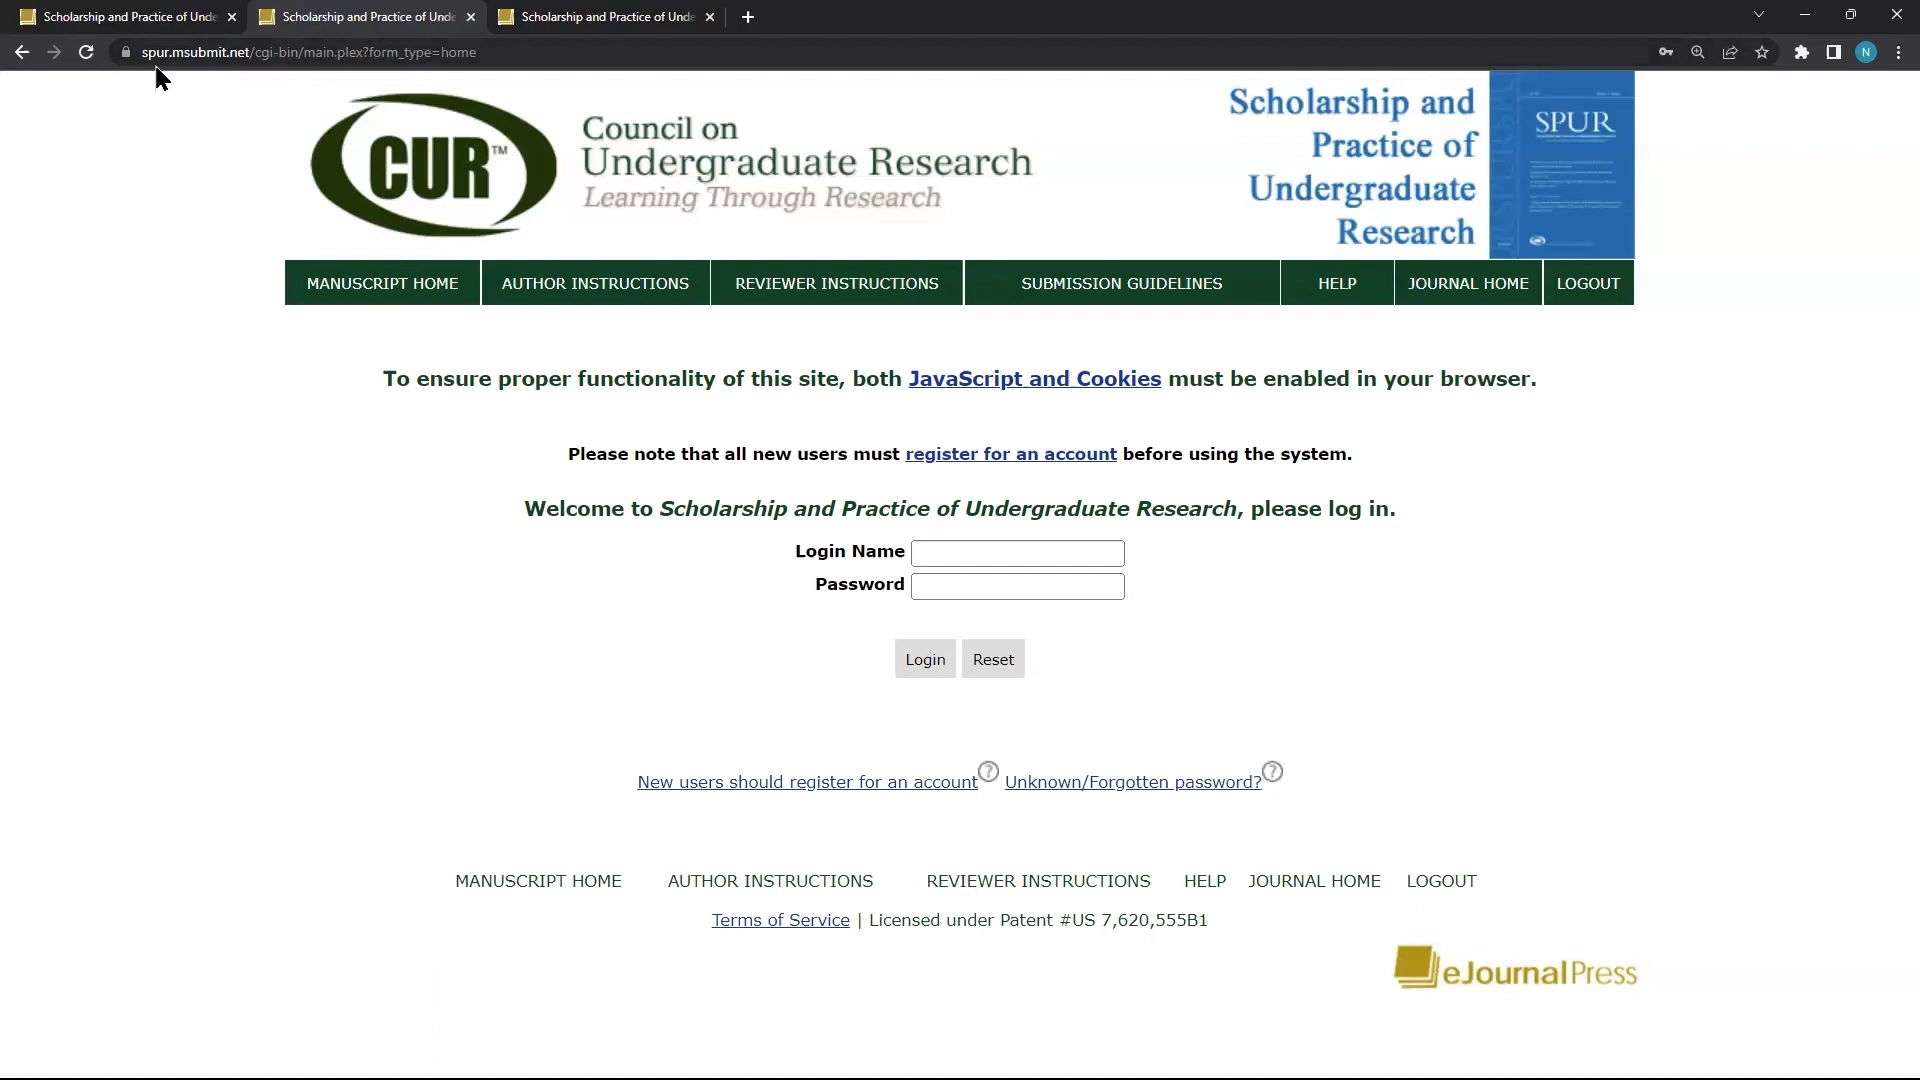 Scholarship and Practice of Unde
Scholarship and Practice of Unde
Scholarship and Practice of Unde
spur.msubmit.net/cgi-bin/main.plex?form_type=home
N
CUR™
Council on
Undergraduate Research
Learning Through Research
Scholarship and
Practice of
Undergraduate
Research
SPUR
MANUSCRIPT HOME
AUTHOR INSTRUCTIONS
REVIEWER INSTRUCTIONS
SUBMISSION GUIDELINES
HELP
JOURNAL HOME
LOGOUT
To ensure proper functionality of this site, both JavaScript and Cookies must be enabled in your browser.
Please note that all new users must register for an account before using the system.
Welcome to Scholarship and Practice of Undergraduate Research, please log in.
Login Name
Password
Login
Reset
New users should register for an account ? Unknown/Forgotten password? ?
MANUSCRIPT HOME
AUTHOR INSTRUCTIONS
REVIEWER INSTRUCTIONS
HELP
JOURNAL HOME
LOGOUT
Terms of Service | Licensed under Patent #US 7,620,555B1
eJournalPress